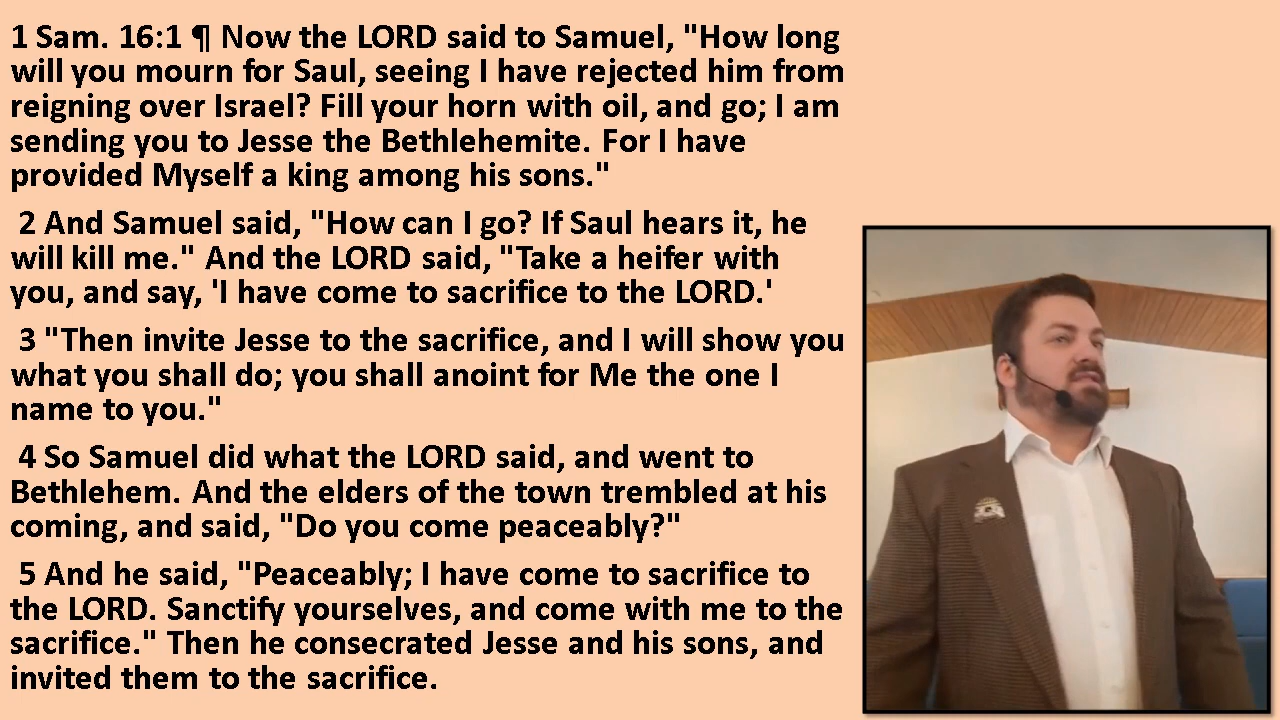 1 Sam. 16:1 ¶ Now the LORD said to Samuel, "How long
will you mourn for Saul, seeing I have rejected him from
reigning over Israel? Fill your horn with oil, and go; I am
sending you to Jesse the Bethlehemite. For I have
provided Myself a king among his sons."
2 And Samuel said, "How can I go? If Saul hears it, he
will kill me." And the LORD said, "Take a heifer with
you, and say, 'I have come to sacrifice to the LORD.'
3 "Then invite Jesse to the sacrifice, and I will show you
what you shall do; you shall anoint for Me the one I
name to you."
4 So Samuel did what the LORD said, and went to
Bethlehem. And the elders of the town trembled at his
coming, and said, "Do you come peaceably?"
5 And he said, "Peaceably; I have come to sacrifice to
the LORD. Sanctify yourselves, and come with me to the
sacrifice." Then he consecrated Jesse and his sons, and
invited them to the sacrifice.